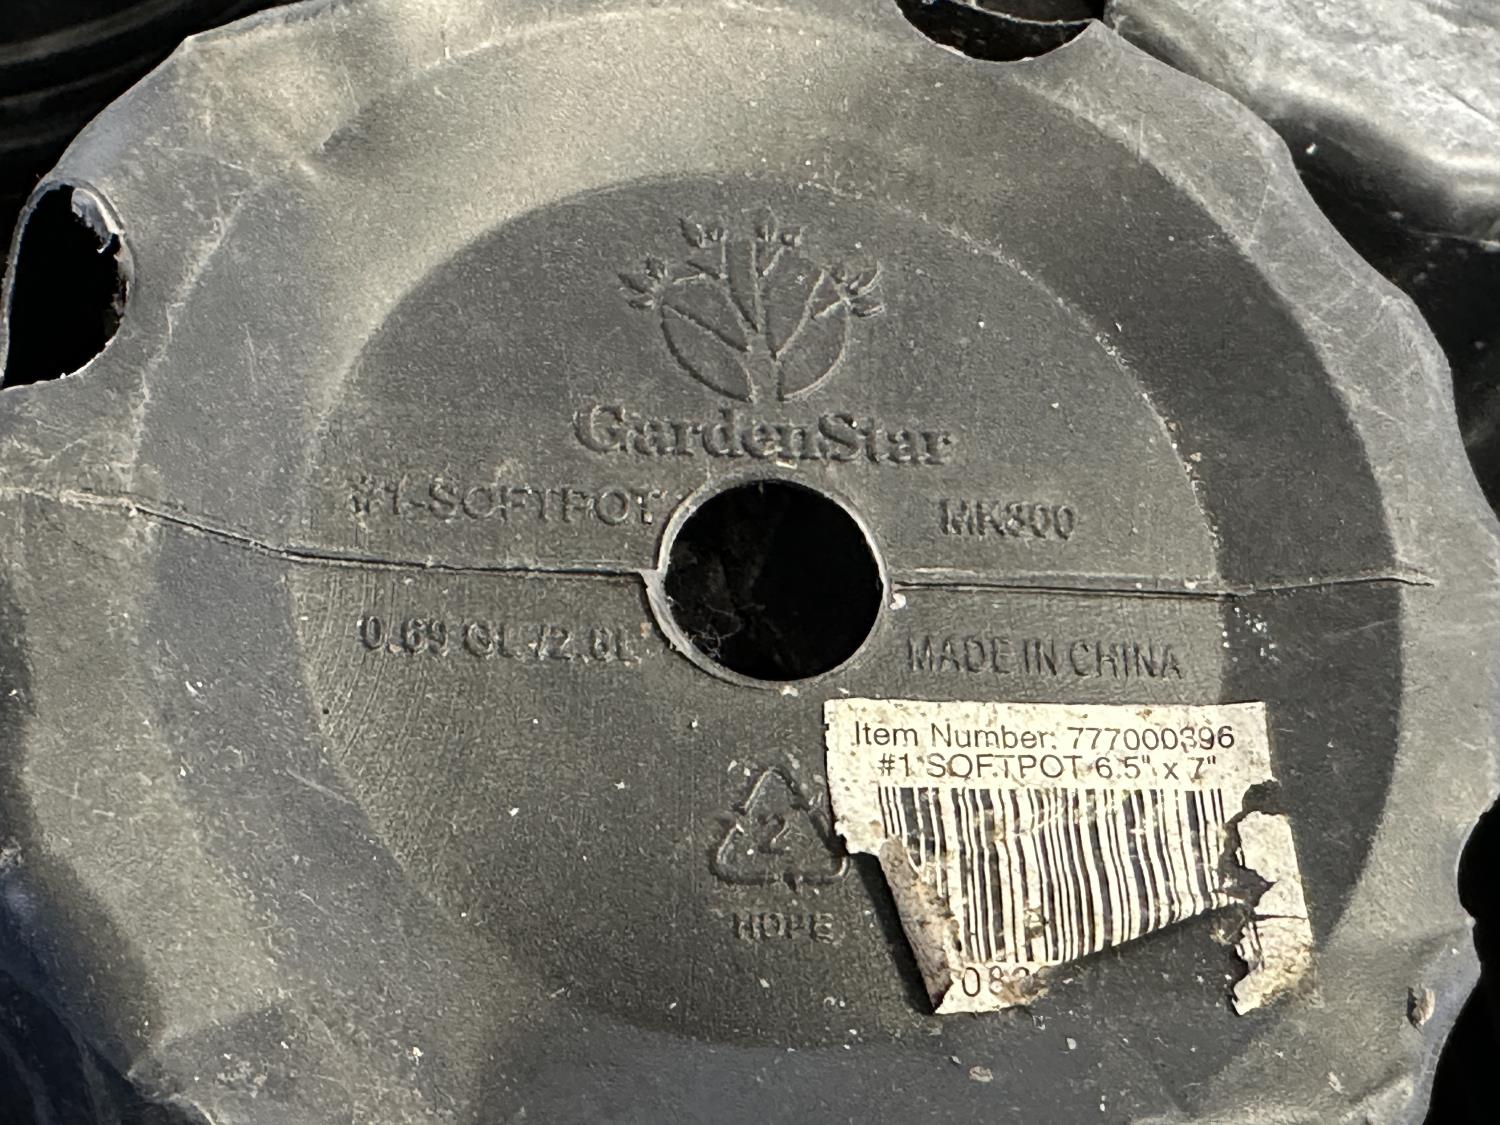 GardenStar
#1-SOFTPOT MK800
0.69 GL /2.6L MADE IN CHINA
Item Number: 777000396
#1 SOFTPOT 6.5" x 7"
2
HDPE